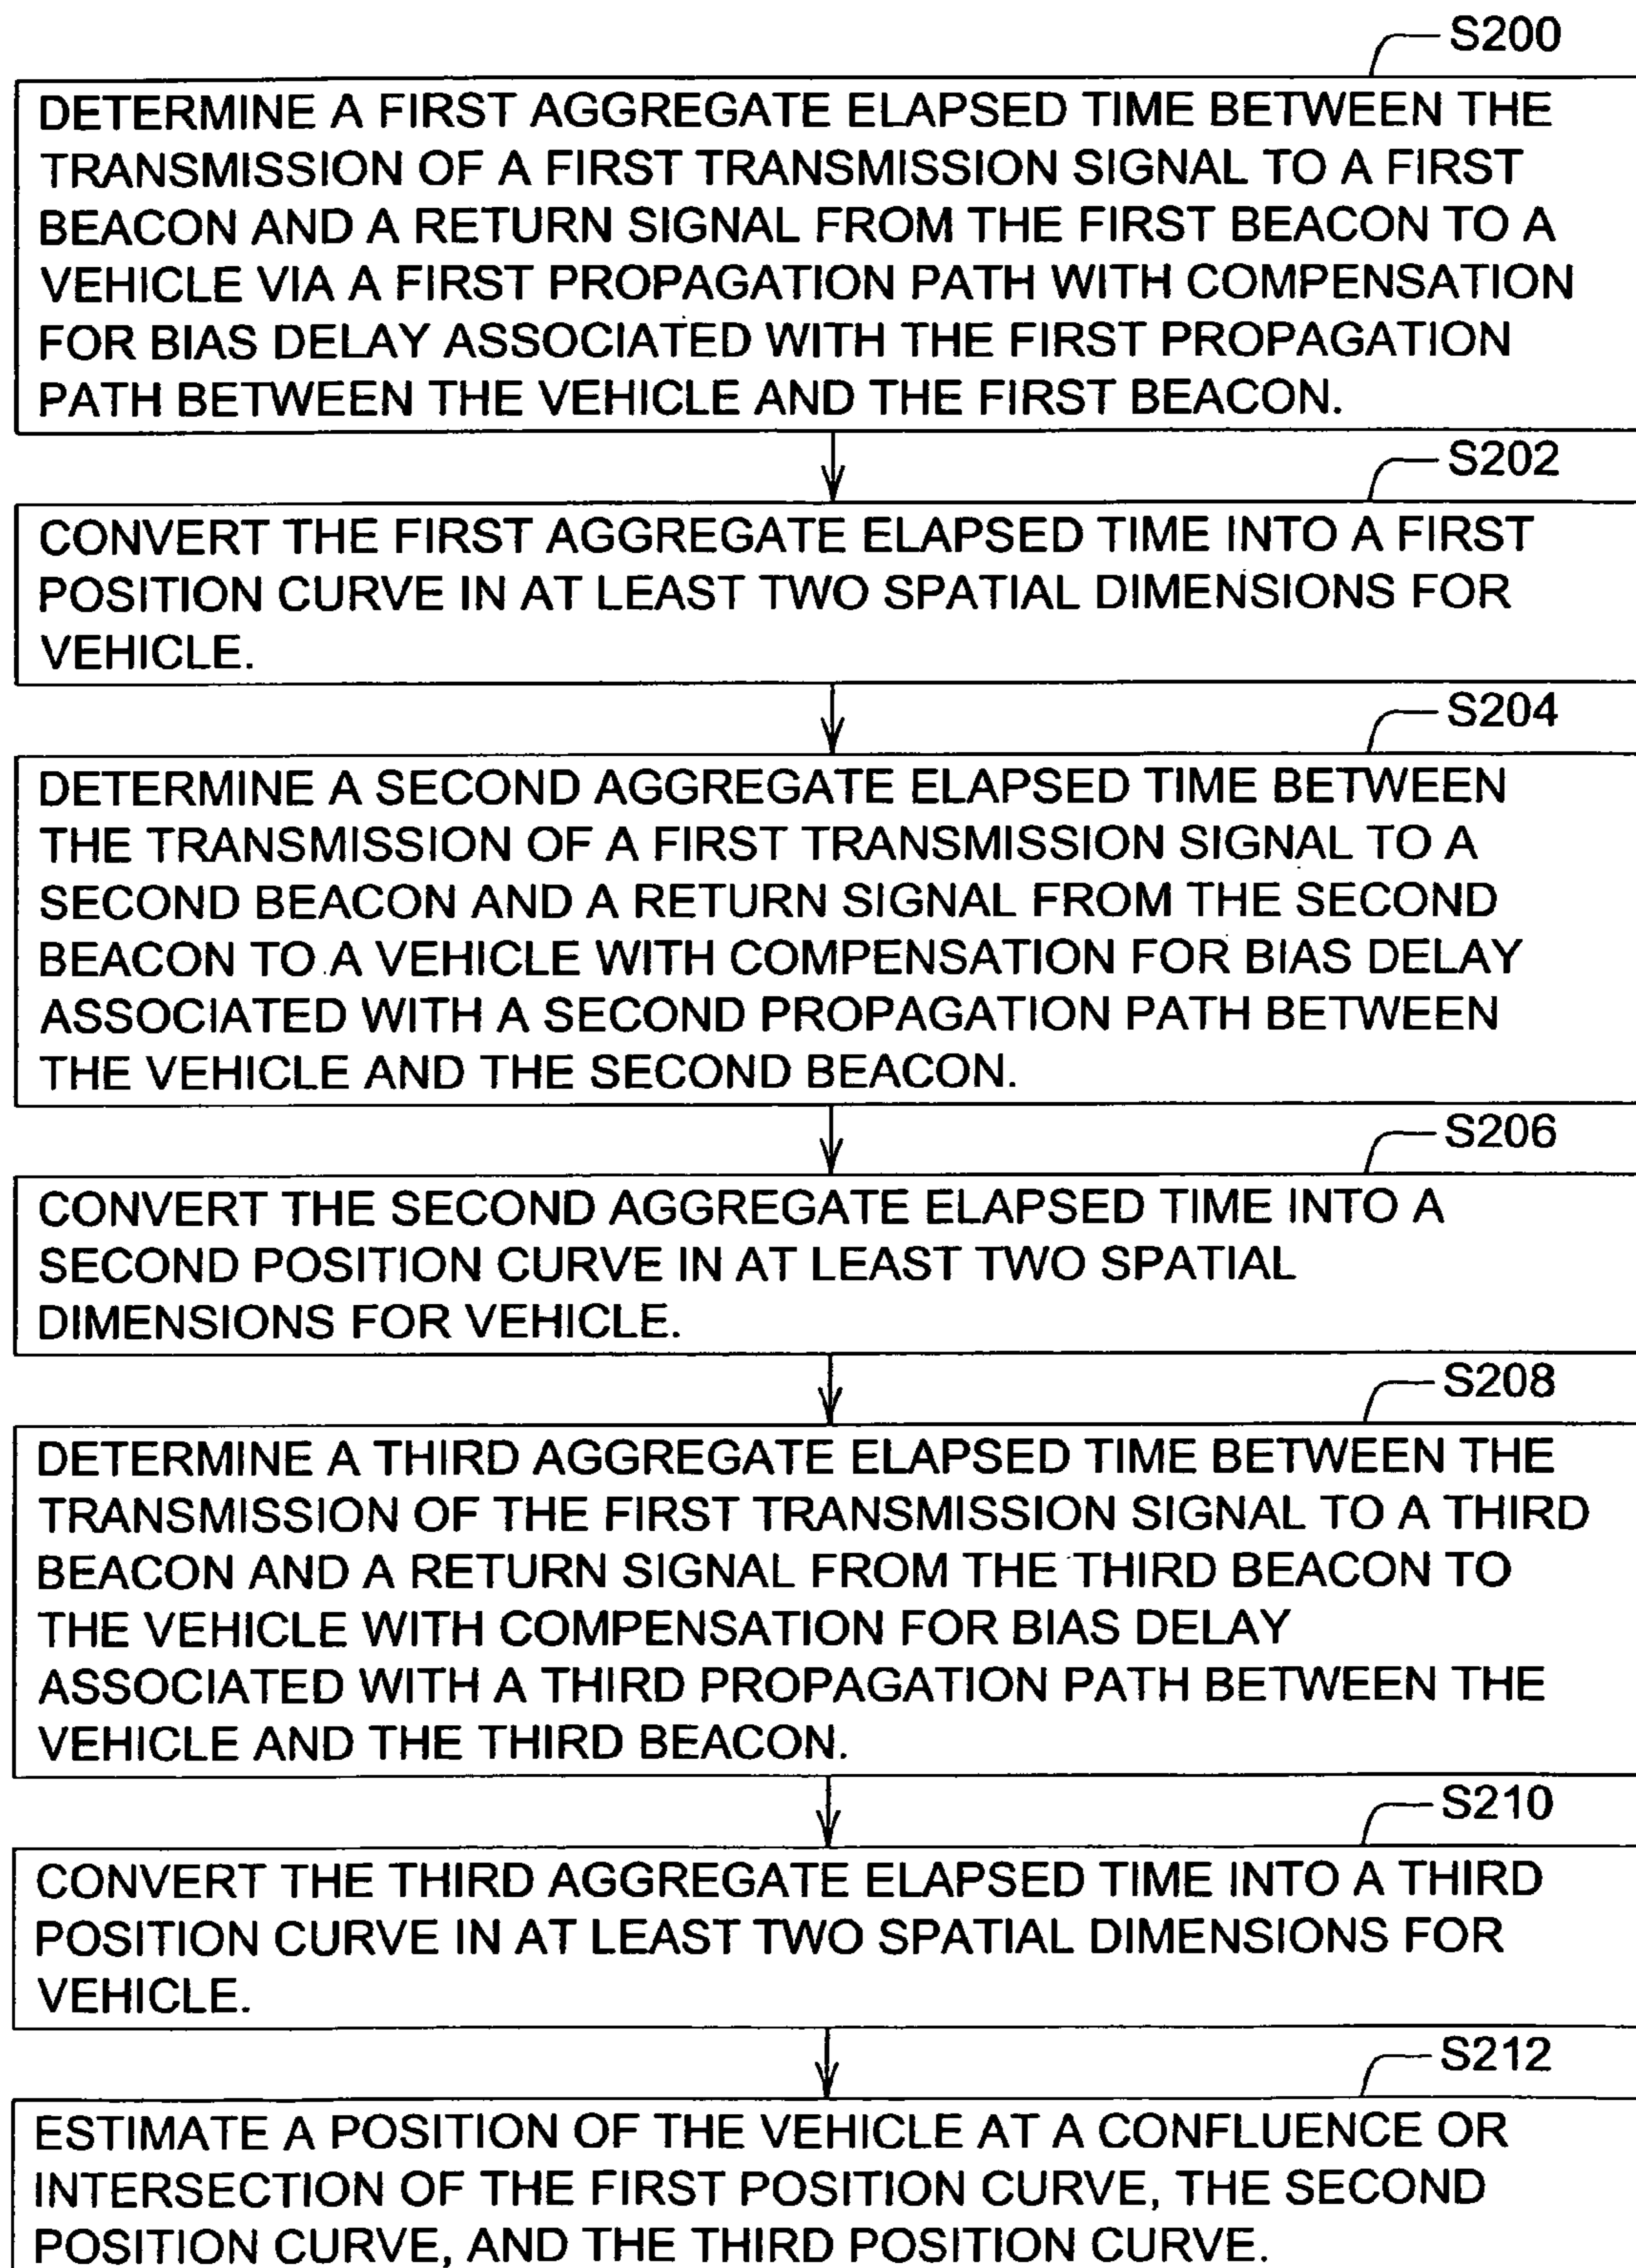 S200
DETERMINE A FIRST AGGREGATE ELAPSED TIME BETWEEN THE
TRANSMISSION OF A FIRST TRANSMISSION SIGNAL TO A FIRST
BEACON AND A RETURN SIGNAL FROM THE FIRST BEACON TO A
VEHICLE VIA A FIRST PROPAGATION PATH WITH COMPENSATION
FOR BIAS DELAY ASSOCIATED WITH THE FIRST PROPAGATION
PATH BETWEEN THE VEHICLE AND THE FIRST BEACON.
S202
CONVERT THE FIRST AGGREGATE ELAPSED TIME INTO A FIRST
POSITION CURVE IN AT LEAST TWO SPATIAL DIMENSIONS FOR
VEHICLE.
S204
DETERMINE A SECOND AGGREGATE ELAPSED TIME BETWEEN
THE TRANSMISSION OF A FIRST TRANSMISSION SIGNAL TO A
SECOND BEACON AND A RETURN SIGNAL FROM THE SECOND
BEACON TO A VEHICLE WITH COMPENSATION FOR BIAS DELAY
ASSOCIATED WITH A SECOND PROPAGATION PATH BETWEEN
THE VEHICLE AND THE SECOND BEACON.
S206
CONVERT THE SECOND AGGREGATE ELAPSED TIME INTO A
SECOND POSITION CURVE IN AT LEAST TWO SPATIAL
DIMENSIONS FOR VEHICLE.
S208
DETERMINE A THIRD AGGREGATE ELAPSED TIME BETWEEN THE
TRANSMISSION OF THE FIRST TRANSMISSION SIGNAL TO A THIRD
BEACON AND A RETURN SIGNAL FROM THE THIRD BEACON TO
THE VEHICLE WITH COMPENSATION FOR BIAS DELAY
ASSOCIATED WITH A THIRD PROPAGATION PATH BETWEEN THE
VEHICLE AND THE THIRD BEACON.
S210
CONVERT THE THIRD AGGREGATE ELAPSED TIME INTO A THIRD
POSITION CURVE IN AT LEAST TWO SPATIAL DIMENSIONS FOR
VEHICLE.
S212
ESTIMATE A POSITION OF THE VEHICLE AT A CONFLUENCE OR
INTERSECTION OF THE FIRST POSITION CURVE, THE SECOND
POSITION CURVE, AND THE THIRD POSITION CURVE.